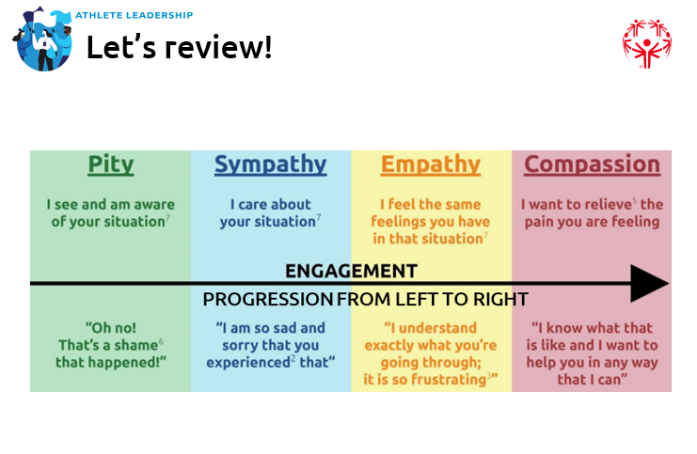 ATHLETE LEADERSHIP
Let's review!
Pity
I see and am aware
of your situation⁷
Sympathy
I care about
your situation⁷
Empathy
I feel the same
feelings you have
in that situation⁷
Compassion
I want to relieve⁵ the
pain you are feeling
ENGAGEMENT
PROGRESSION FROM LEFT TO RIGHT
“Oh no!
That's a shame⁶
that happened!”
“I am so sad and
sorry that you
experienced² that”
“I understand
exactly what you're
going through;
it is so frustrating³”
“I know what that
is like and I want to
help you in any way
that I can”